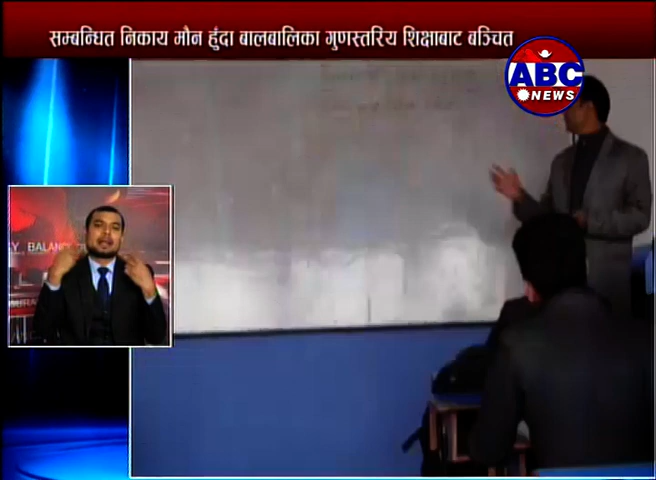 सम्बन्धित निकाय मौन हुँदा बालबालिका गुणस्तरिय शिक्षाबाट बञ्चित
ABC
NEWS
BALANCE